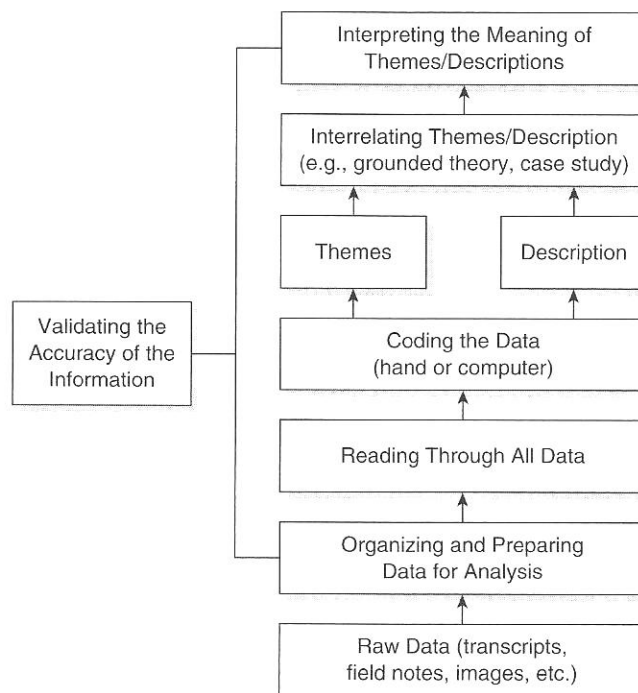 Interpreting the Meaning of
Themes/Descriptions
Interrelating Themes/Description
(e.g., grounded theory, case study)
Themes
Description
Validating the
Accuracy of the
Information
Coding the Data
(hand or computer)
Reading Through All Data
Organizing and Preparing
Data for Analysis
Raw Data (transcripts,
field notes, images, etc.)